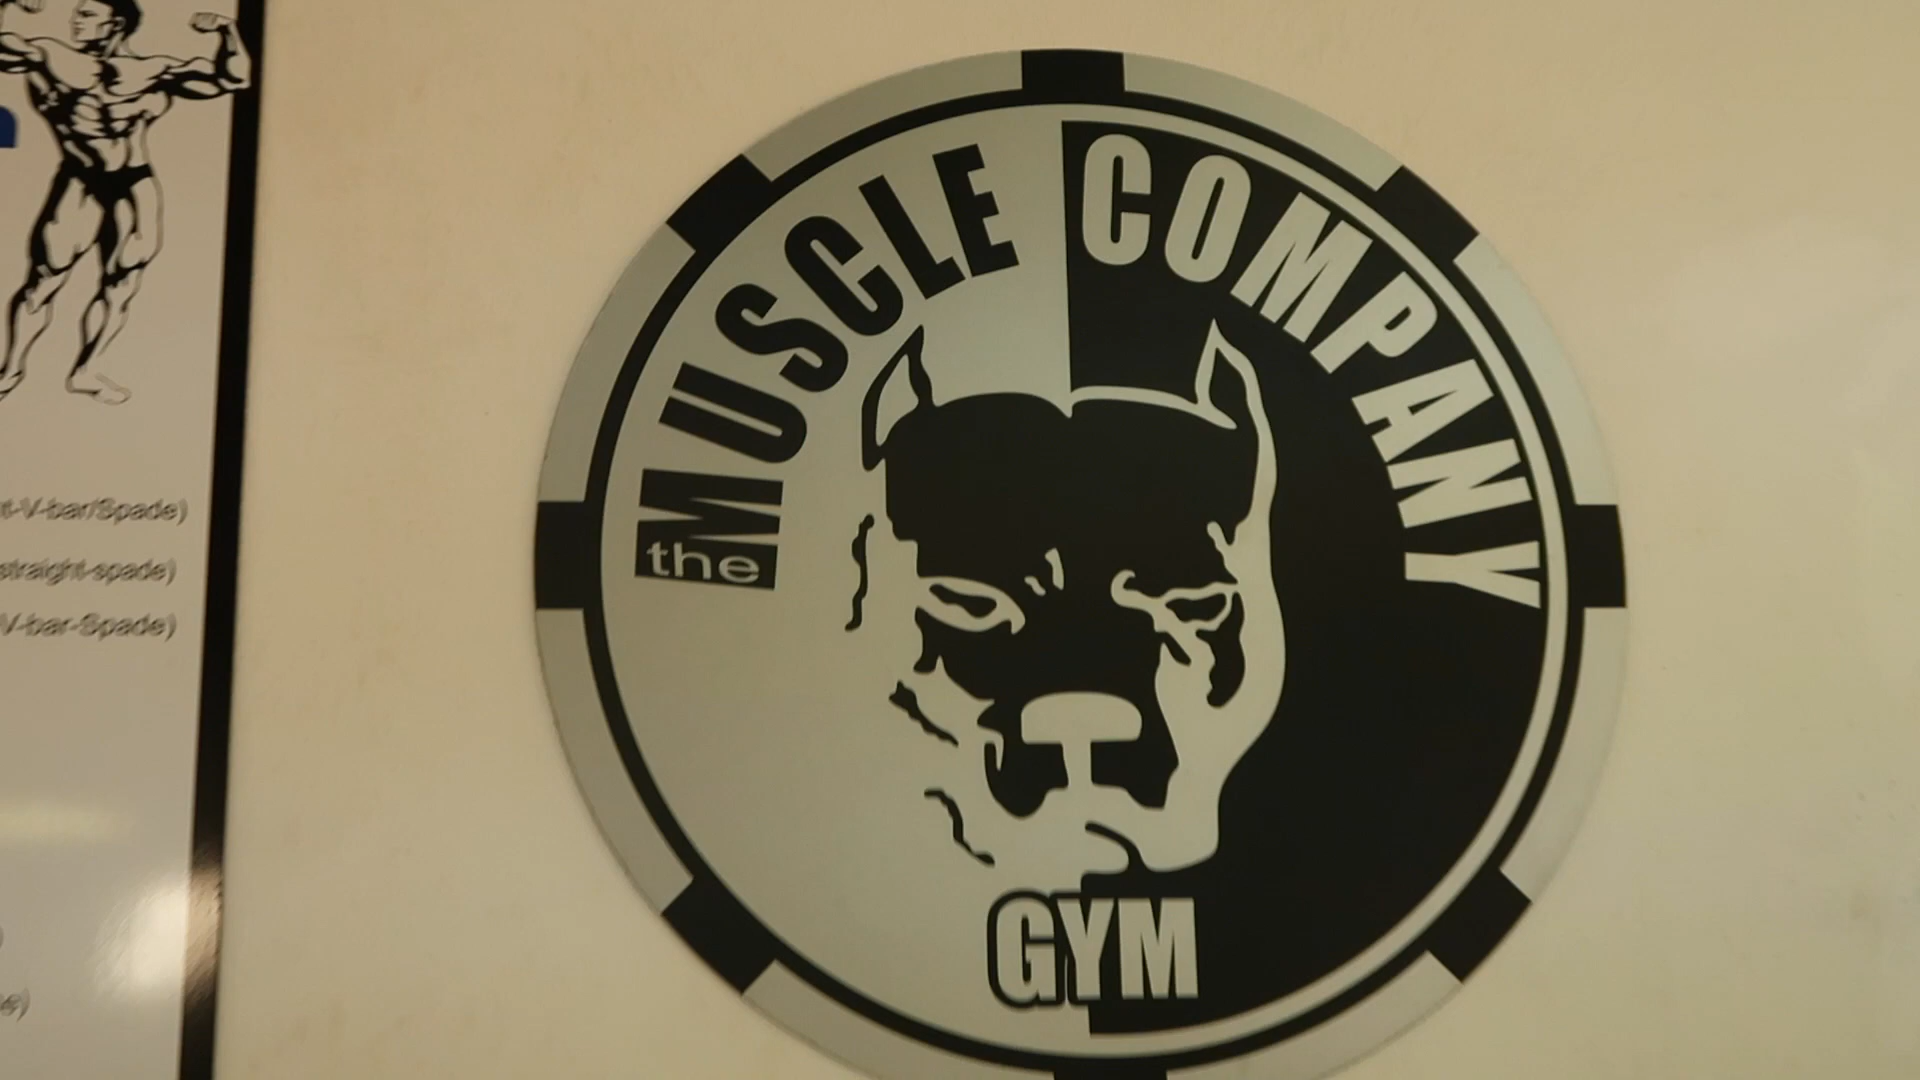 the MUSCLE COMPANY
GYM
V-bar/Spade)
straight-spade)
V-bar-Spade)